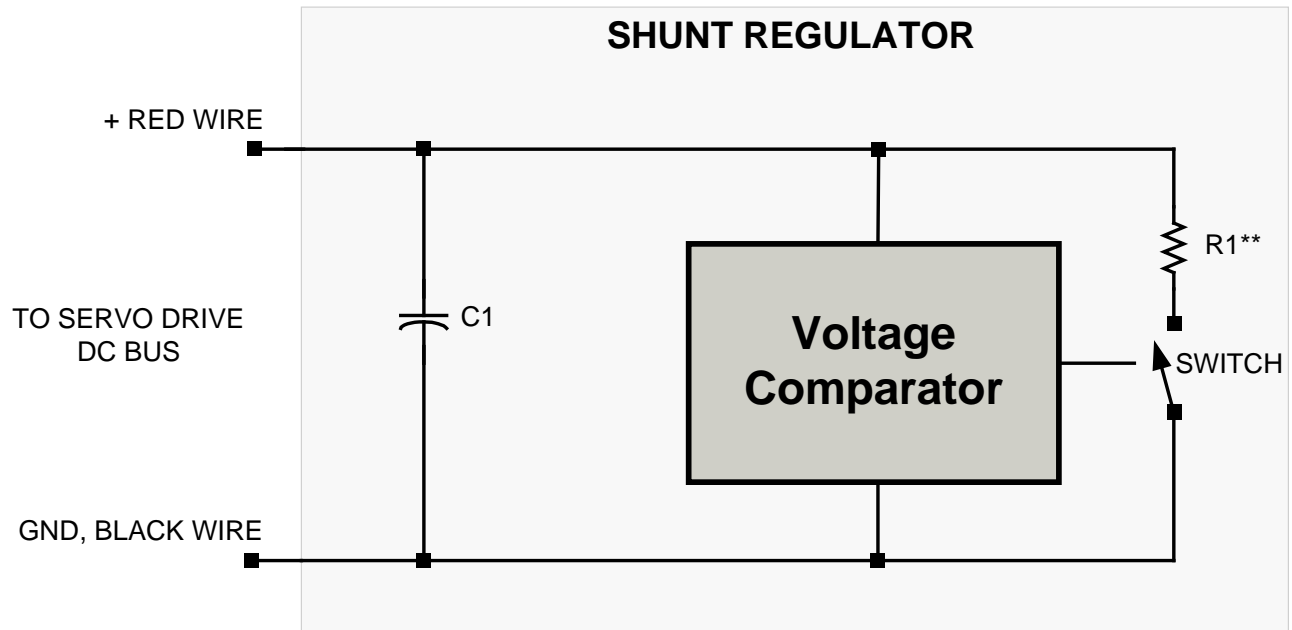 SHUNT REGULATOR
+ RED WIRE
R1**
C1
TO SERVO DRIVE
DC BUS
Voltage
Comparator
SWITCH
GND, BLACK WIRE